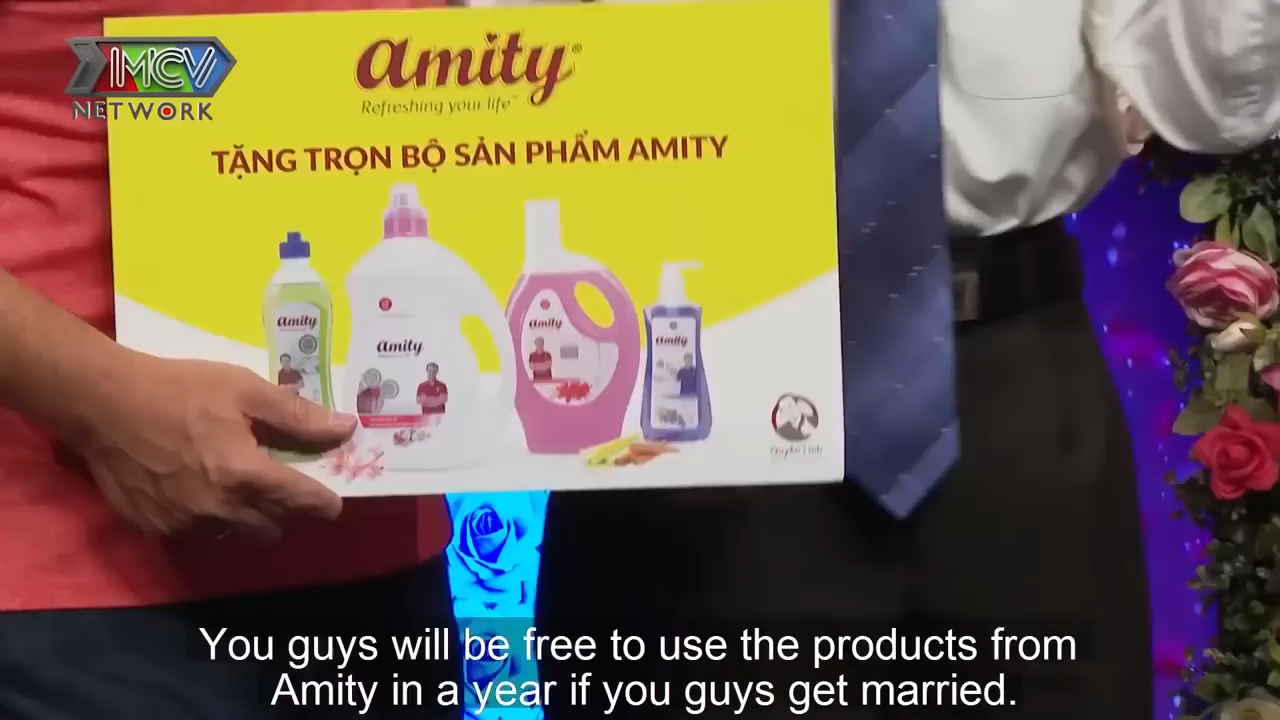 MCV
NETWORK
amity®
Refreshing your life™
TẶNG TRỌN BỘ SẢN PHẨM AMITY
amity
amity
amity
amity
You guys will be free to use the products from
Amity in a year if you guys get married.